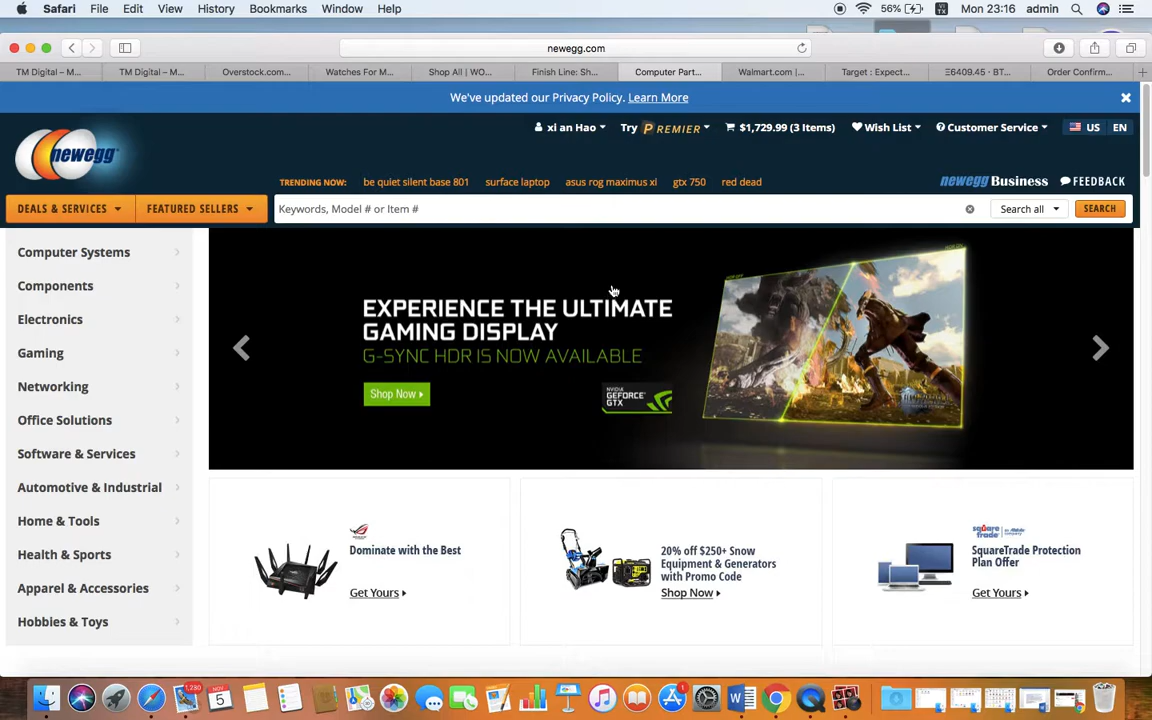 Safari File Edit View History Bookmarks Window Help 56% Mon 23:16 admin
newegg.com
TM Digital – M... TM Digital – M... Overstock.com... Watches For M... Shop All | WO... Finish Line: Sh... Computer Part... Walmart.com |... Target : Expect... Ξ6409.45 - BT... Order Confirm...
We've updated our Privacy Policy. Learn More
xi an Hao Try PREMIER $1,729.99 (3 Items) Wish List Customer Service US EN
newegg
TRENDING NOW: be quiet silent base 801 surface laptop asus rog maximus xi gtx 750 red dead newegg Business FEEDBACK
DEALS & SERVICES FEATURED SELLERS Keywords, Model # or Item # Search all SEARCH
Computer Systems
Components
Electronics
Gaming
Networking
Office Solutions
Software & Services
Automotive & Industrial
Home & Tools
Health & Sports
Apparel & Accessories
Hobbies & Toys
EXPERIENCE THE ULTIMATE
GAMING DISPLAY
G-SYNC HDR IS NOW AVAILABLE
Shop Now
NVIDIA
GEFORCE
GTX
Dominate with the Best
Get Yours
20% off $250+ Snow
Equipment & Generators
with Promo Code
Shop Now
square
trade
SquareTrade Protection
Plan Offer
Get Yours
1,230
NOV
5
1